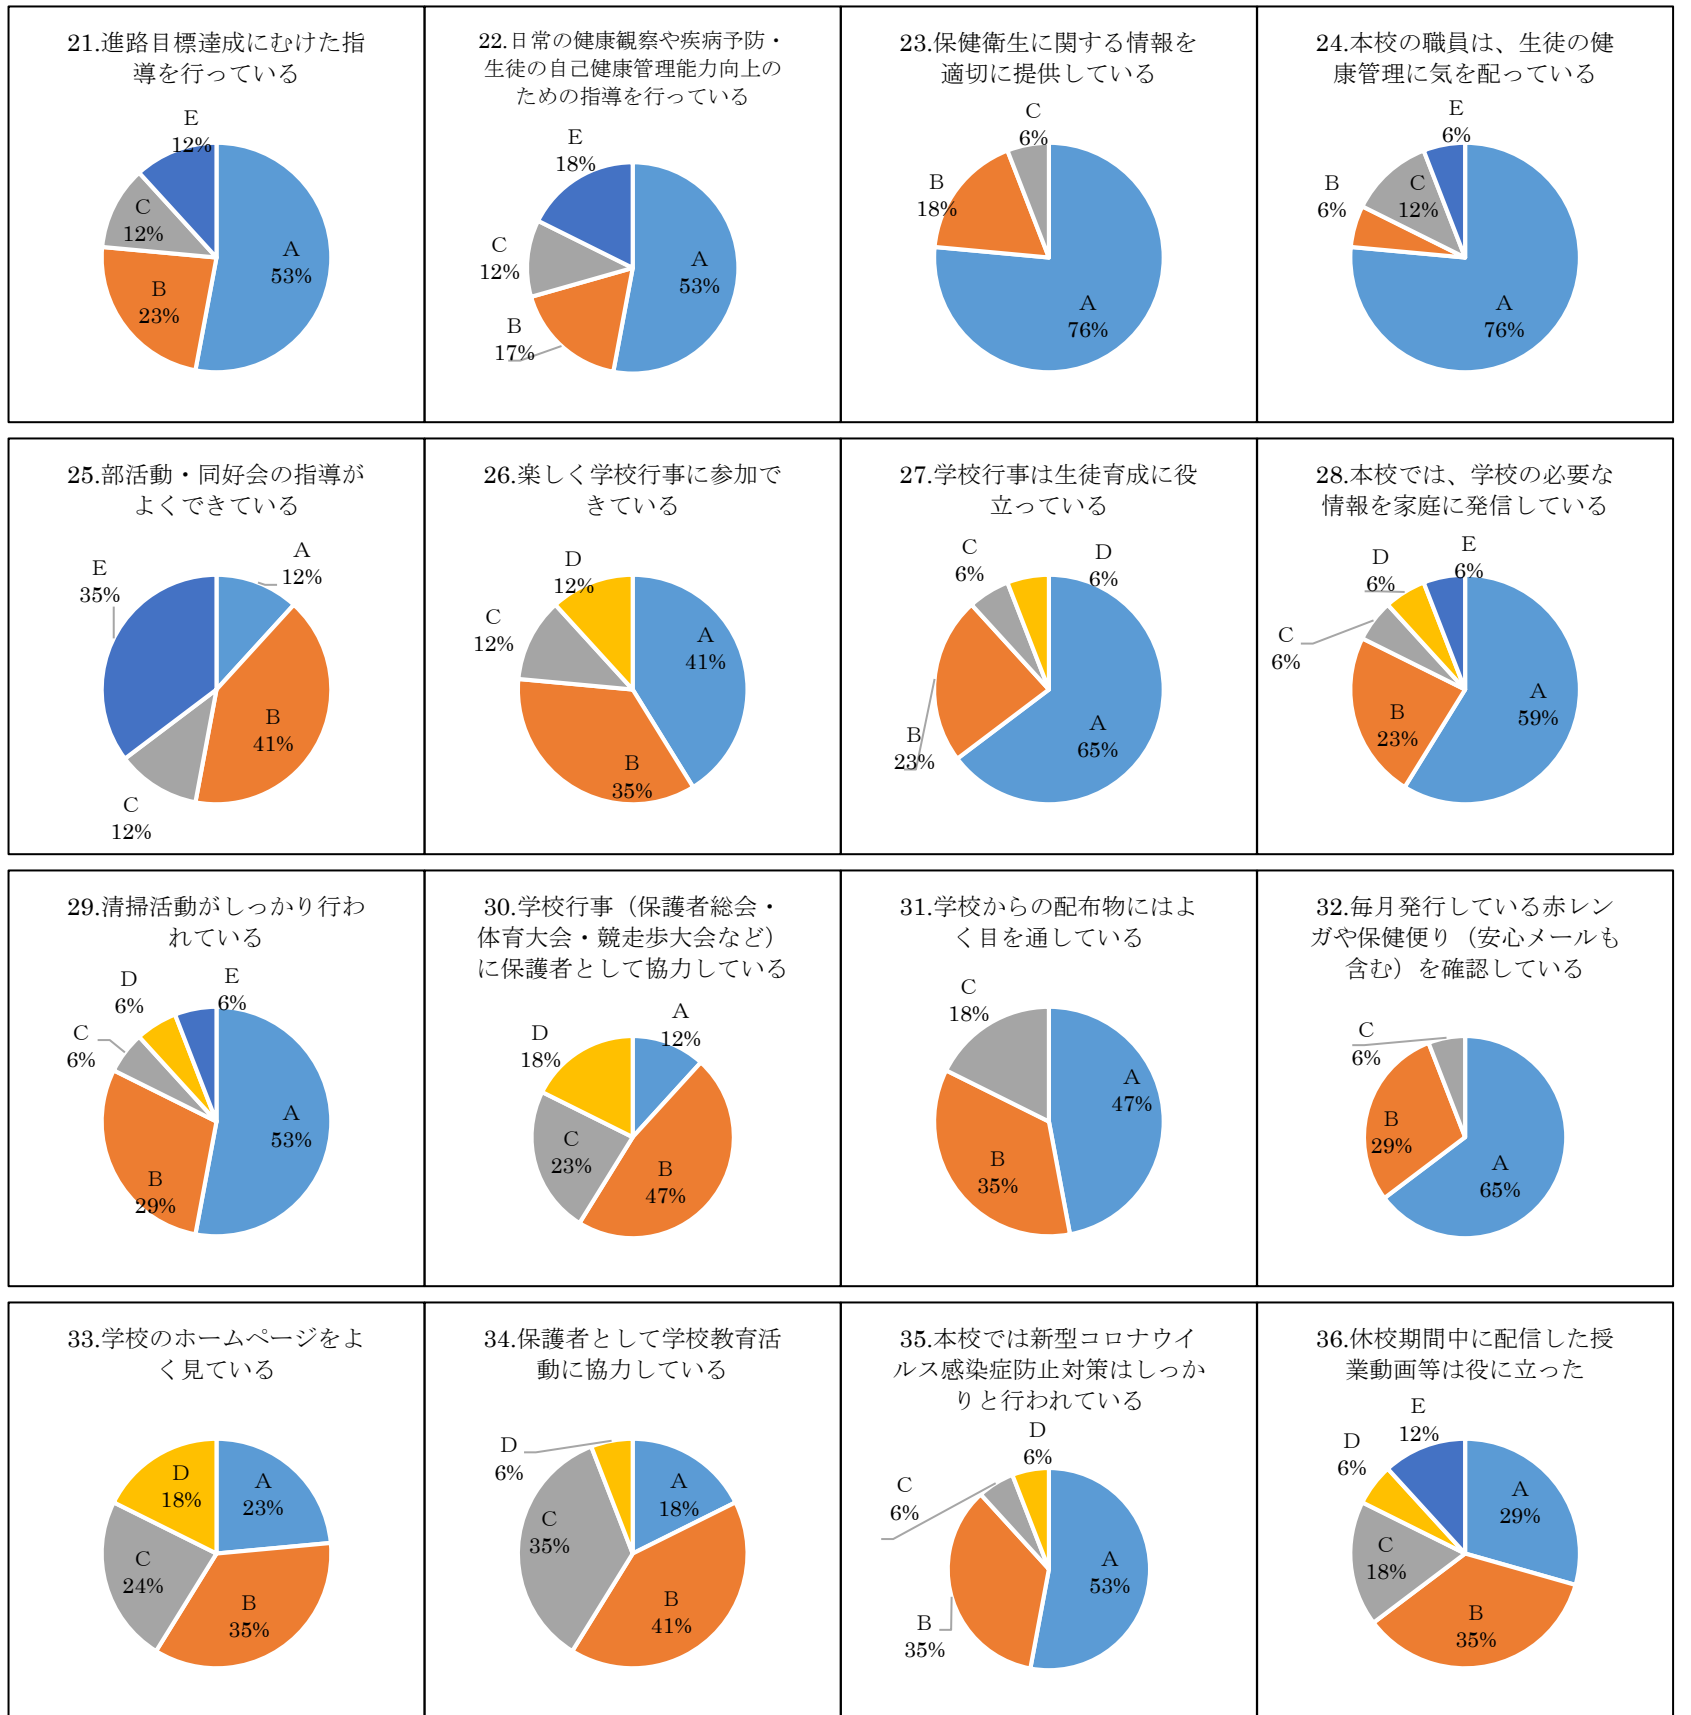 21.進路目標達成にむけた指
導を行っている
E
12%
C
12%
A
53%
B
23%
22.日常の健康観察や疾病予防・
生徒の自己健康管理能力向上の
ための指導を行っている
E
18%
C
12%
A
53%
B
17%
23.保健衛生に関する情報を
適切に提供している
C
6%
B
18%
A
76%
24.本校の職員は、生徒の健
康管理に気を配っている
E
6%
B
6%
C
12%
A
76%
25.部活動・同好会の指導が
よくできている
A
12%
E
35%
B
41%
C
12%
26.楽しく学校行事に参加で
きている
D
12%
C
12%
A
41%
B
35%
27.学校行事は生徒育成に役
立っている
C
6%
D
6%
B
23%
A
65%
28.本校では、学校の必要な
情報を家庭に発信している
E
6%
D
6%
C
6%
A
59%
B
23%
29.清掃活動がしっかり行わ
れている
D
6%
E
6%
C
6%
A
53%
B
29%
30.学校行事（保護者総会・
体育大会・競走歩大会など）
に保護者として協力している
A
12%
D
18%
C
23%
B
47%
31.学校からの配布物にはよ
く目を通している
C
18%
A
47%
B
35%
32.毎月発行している赤レン
ガや保健便り（安心メールも
含む）を確認している
C
6%
B
29%
A
65%
33.学校のホームページをよ
く見ている
D
18%
A
23%
C
24%
B
35%
34.保護者として学校教育活
動に協力している
D
6%
A
18%
C
35%
B
41%
35.本校では新型コロナウイ
ルス感染症防止対策はしっか
りと行われている
D
6%
C
6%
A
53%
B
35%
36.休校期間中に配信した授
業動画等は役に立った
E
12%
D
6%
A
29%
C
18%
B
35%